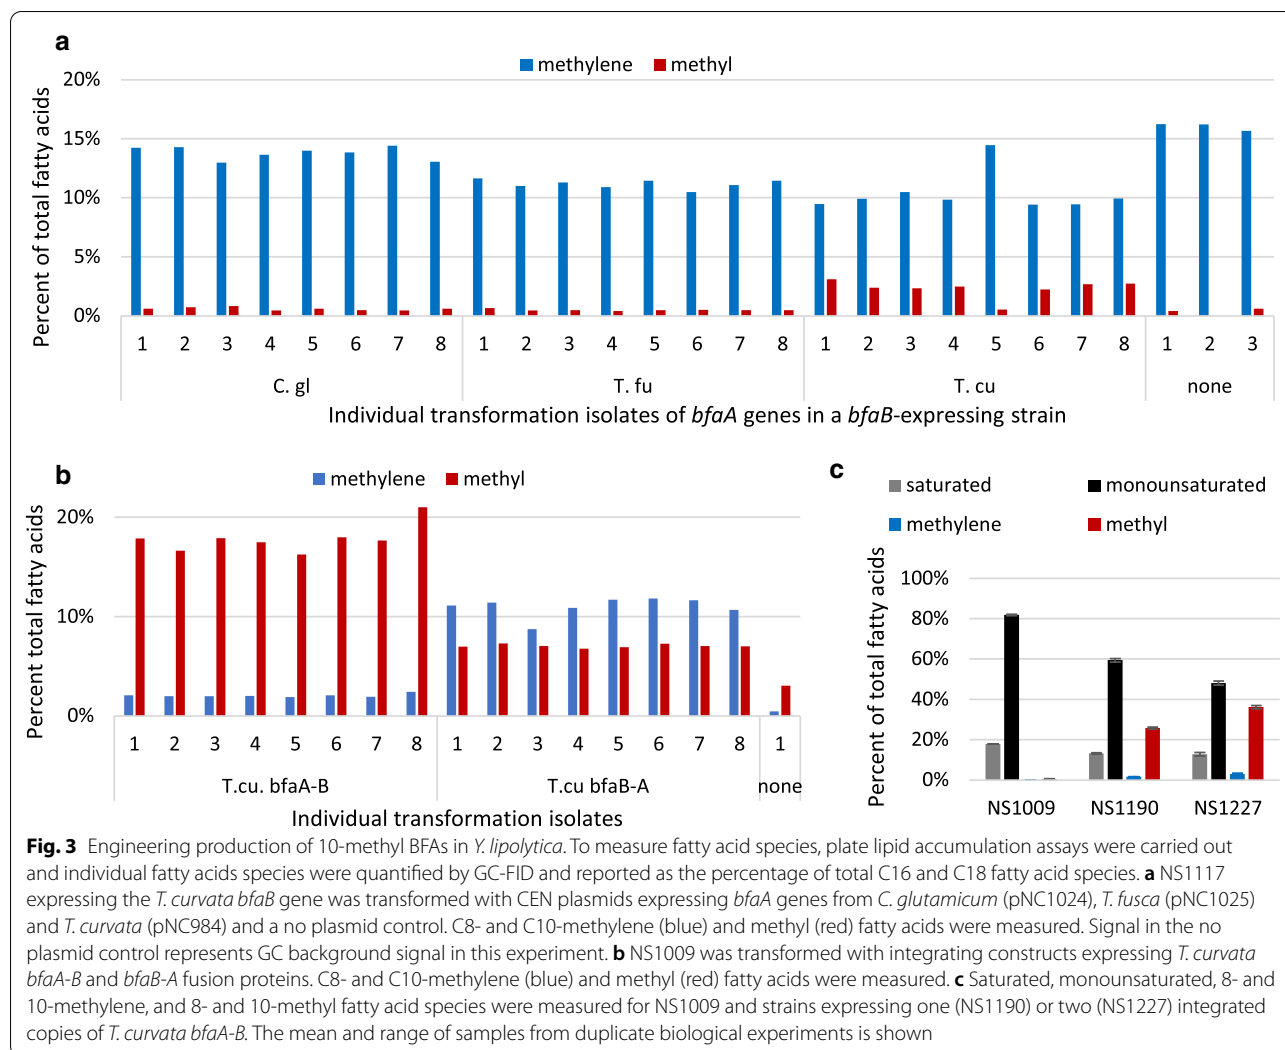 a
methylene methyl
Percent of total fatty acids
20%
15%
10%
5%
0%
1 2 3 4 5 6 7 8 1 2 3 4 5 6 7 8 1 2 3 4 5 6 7 8 1 2 3
C. gl T. fu T. cu none
Individual transformation isolates of bfaA genes in a bfaB-expressing strain
b
methylene methyl
Percent total fatty acids
20%
10%
0%
1 2 3 4 5 6 7 8 1 2 3 4 5 6 7 8 1
T.cu. bfaA-B T.cu bfaB-A none
Individual transformation isolates
c
saturated monounsaturated
methylene methyl
Percent of total fatty acids
100%
80%
60%
40%
20%
0%
NS1009 NS1190 NS1227
Fig. 3 Engineering production of 10-methyl BFAs in Y. lipolytica. To measure fatty acid species, plate lipid accumulation assays were carried out
and individual fatty acids species were quantified by GC-FID and reported as the percentage of total C16 and C18 fatty acid species. a NS1117
expressing the T. curvata bfaB gene was transformed with CEN plasmids expressing bfaA genes from C. glutamicum (pNC1024), T. fusca (pNC1025)
and T. curvata (pNC984) and a no plasmid control. C8- and C10-methylene (blue) and methyl (red) fatty acids were measured. Signal in the no
plasmid control represents GC background signal in this experiment. b NS1009 was transformed with integrating constructs expressing T. curvata
bfaA-B and bfaB-A fusion proteins. C8- and C10-methylene (blue) and methyl (red) fatty acids were measured. c Saturated, monounsaturated, 8- and
10-methylene, and 8- and 10-methyl fatty acid species were measured for NS1009 and strains expressing one (NS1190) or two (NS1227) integrated
copies of T. curvata bfaA-B. The mean and range of samples from duplicate biological experiments is shown